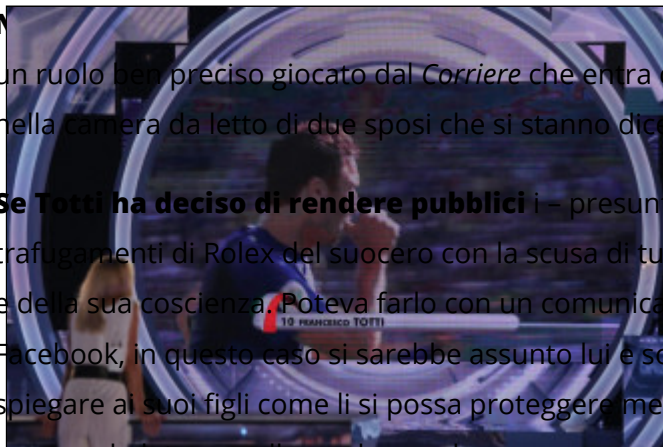 un ruolo ben preciso giocato dal Corriere che entra
nella camera da letto di due sposi che si stanno
Se Totti ha deciso di rendere pubblici i – presun
trafugamenti di Rolex del suocero con la scusa di tu
e della sua coscienza. Poteva farlo con un comunica
10 FRANCESCO TOTTI
Facebook, in questo caso si sarebbe assunto lui e
spiegare ai suoi figli come li si possa proteggere me